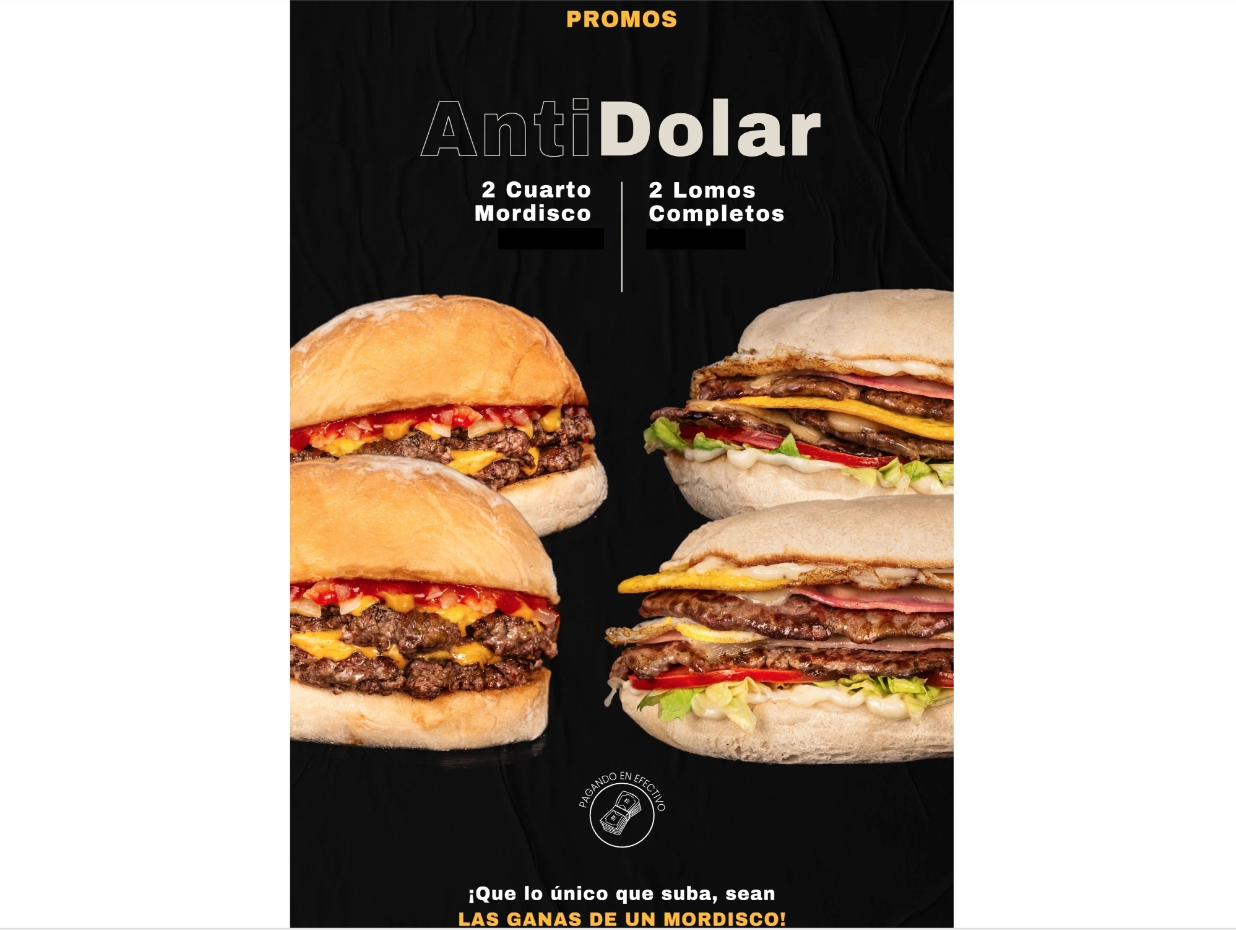 PROMOS
AntiDolar
2 Cuarto
Mordisco
2 Lomos
Completos
PAGANDO EN EFECTIVO
¡Que lo único que suba, sean
LAS GANAS DE UN MORDISCO!